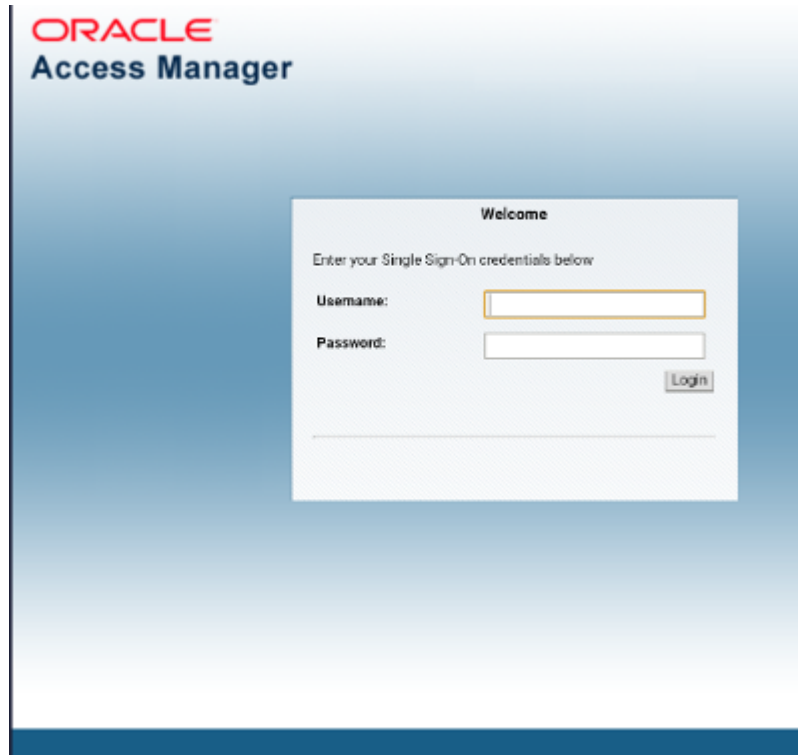 ORACLE
Access Manager
Welcome
Enter your Single Sign-On credentials below
Username:
Password:
Login